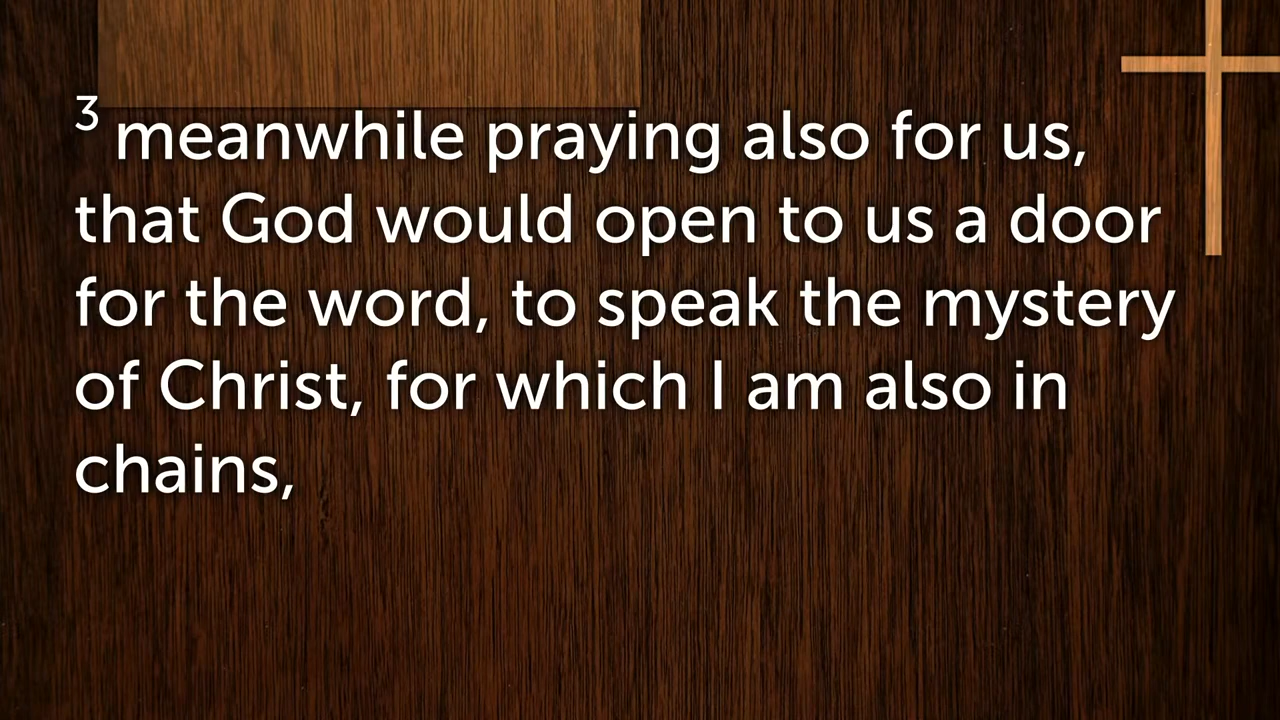 3 meanwhile praying also for us,
that God would open to us a door
for the word, to speak the mystery
of Christ, for which I am also in
chains,